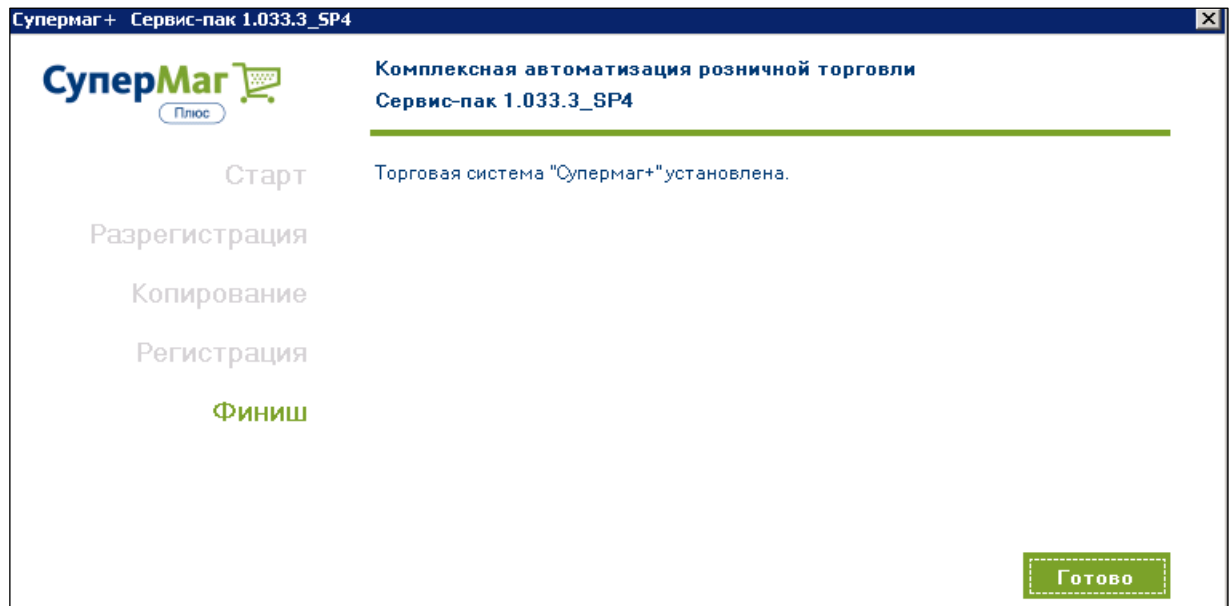 Супермаг+ Сервис-пак 1.033.3_SP4
СуперМаг
Плюс
Комплексная автоматизация розничной торговли
Сервис-пак 1.033.3_SP4
Старт
Разрегистрация
Копирование
Регистрация
Финиш
Торговая система "Супермаг+" установлена.
Готово